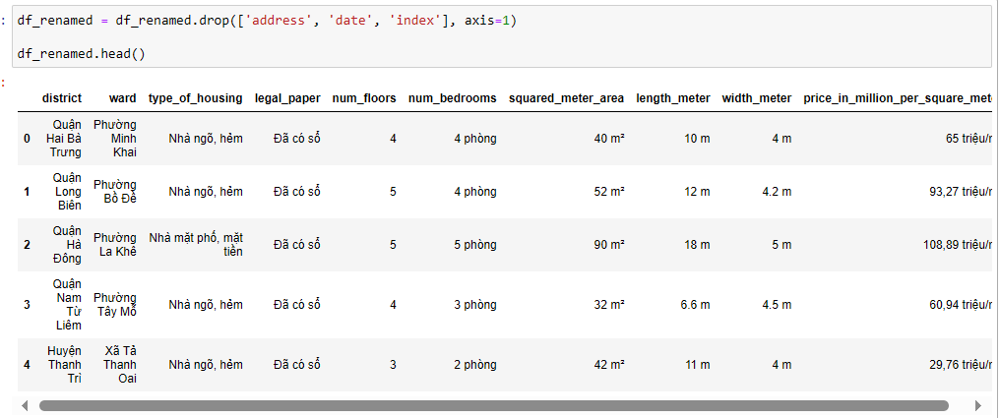 df_renamed = df_renamed.drop(['address', 'date', 'index'], axis=1)
df_renamed.head()
district ward type_of_housing legal_paper num_floors num_bedrooms squared_meter_area length_meter width_meter price_in_million_per_square_met
0 Quận Hai Bà Trưng Phường Minh Khai Nhà ngõ, hẻm Đã có sổ 4 4 phòng 40 m² 10 m 4 m 65 triệu/
1 Quận Long Biên Phường Bồ Đề Nhà ngõ, hẻm Đã có sổ 5 4 phòng 52 m² 12 m 4.2 m 93,27 triệu/
2 Quận Hà Đông Phường La Khê Nhà mặt phố, mặt tiền Đã có sổ 5 5 phòng 90 m² 18 m 5 m 108,89 triệu/
3 Quận Nam Từ Liêm Phường Tây Mỗ Nhà ngõ, hẻm Đã có sổ 4 3 phòng 32 m² 6.6 m 4.5 m 60,94 triệu/
4 Huyện Thanh Trì Xã Tả Thanh Oai Nhà ngõ, hẻm Đã có sổ 3 2 phòng 42 m² 11 m 4 m 29,76 triệu/